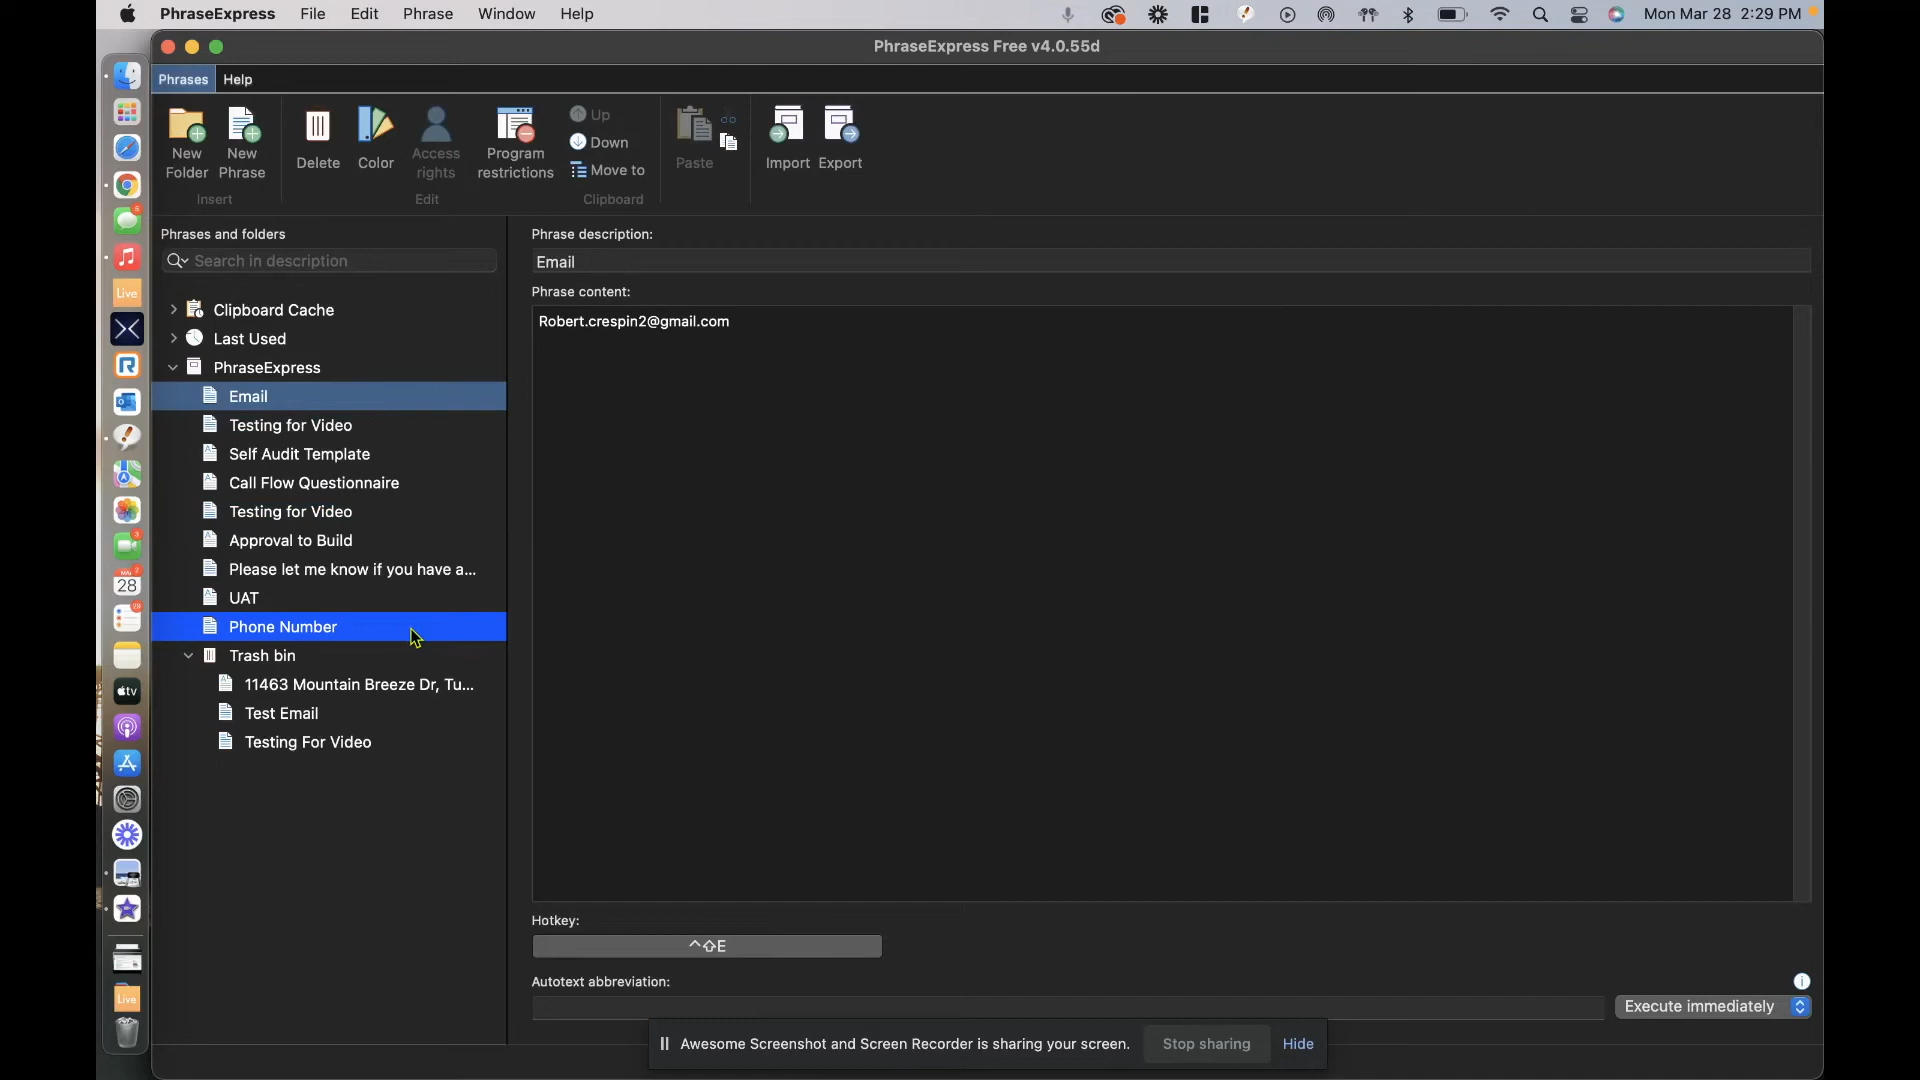 PhraseExpress File Edit Phrase Window Help
Mon Mar 28 2:29 PM
PhraseExpress Free v4.0.55d
Phrases Help
New Folder
New Phrase
Insert
Delete
Color
Access rights
Program restrictions
Edit
Up
Down
Move to
Clipboard
Paste
Import
Export
Phrases and folders
Search in description
Clipboard Cache
Last Used
PhraseExpress
Email
Testing for Video
Self Audit Template
Call Flow Questionnaire
Testing for Video
Approval to Build
Please let me know if you have a...
UAT
Phone Number
Trash bin
11463 Mountain Breeze Dr, Tu...
Test Email
Testing For Video
Phrase description:
Email
Phrase content:
Robert.crespin2@gmail.com
Hotkey:
^⇧E
Autotext abbreviation:
Execute immediately
Awesome Screenshot and Screen Recorder is sharing your screen.
Stop sharing
Hide
Live
28
tv
Live